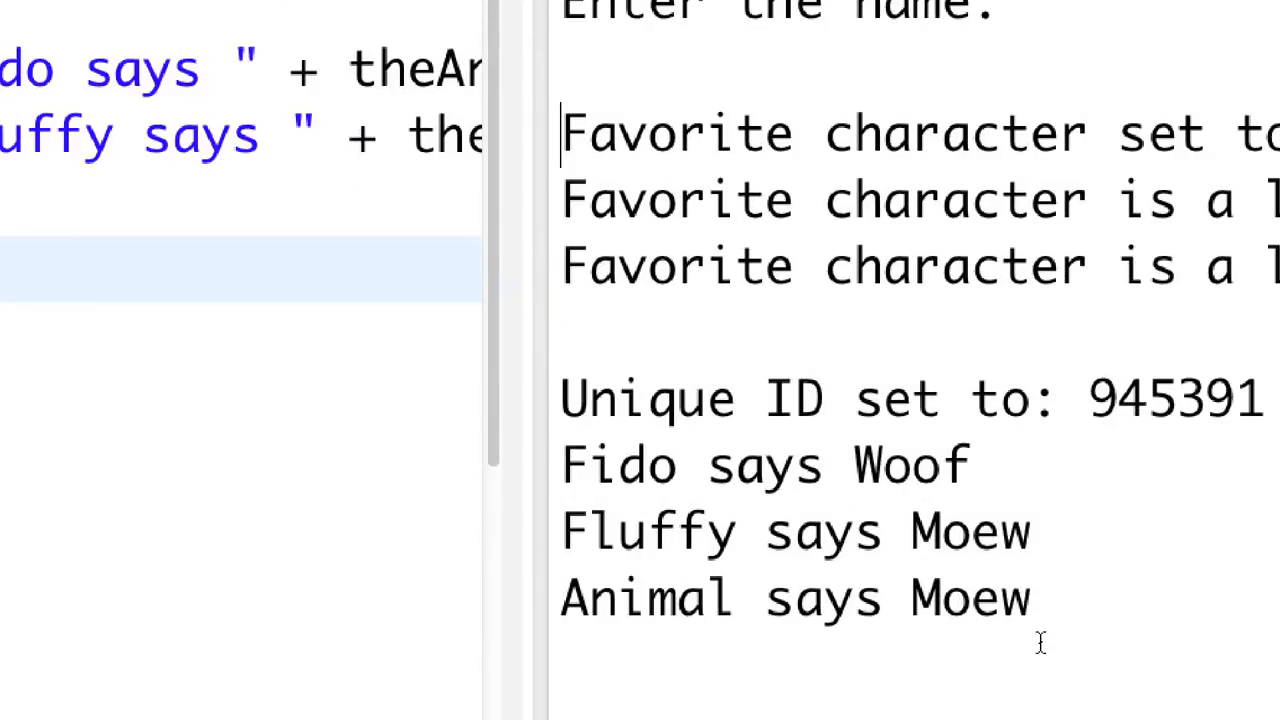 do says " + theAr
uffy says " + the
Enter the name:
Favorite character set to
Favorite character is a l
Favorite character is a l
Unique ID set to: 945391
Fido says Woof
Fluffy says Moew
Animal says Moew